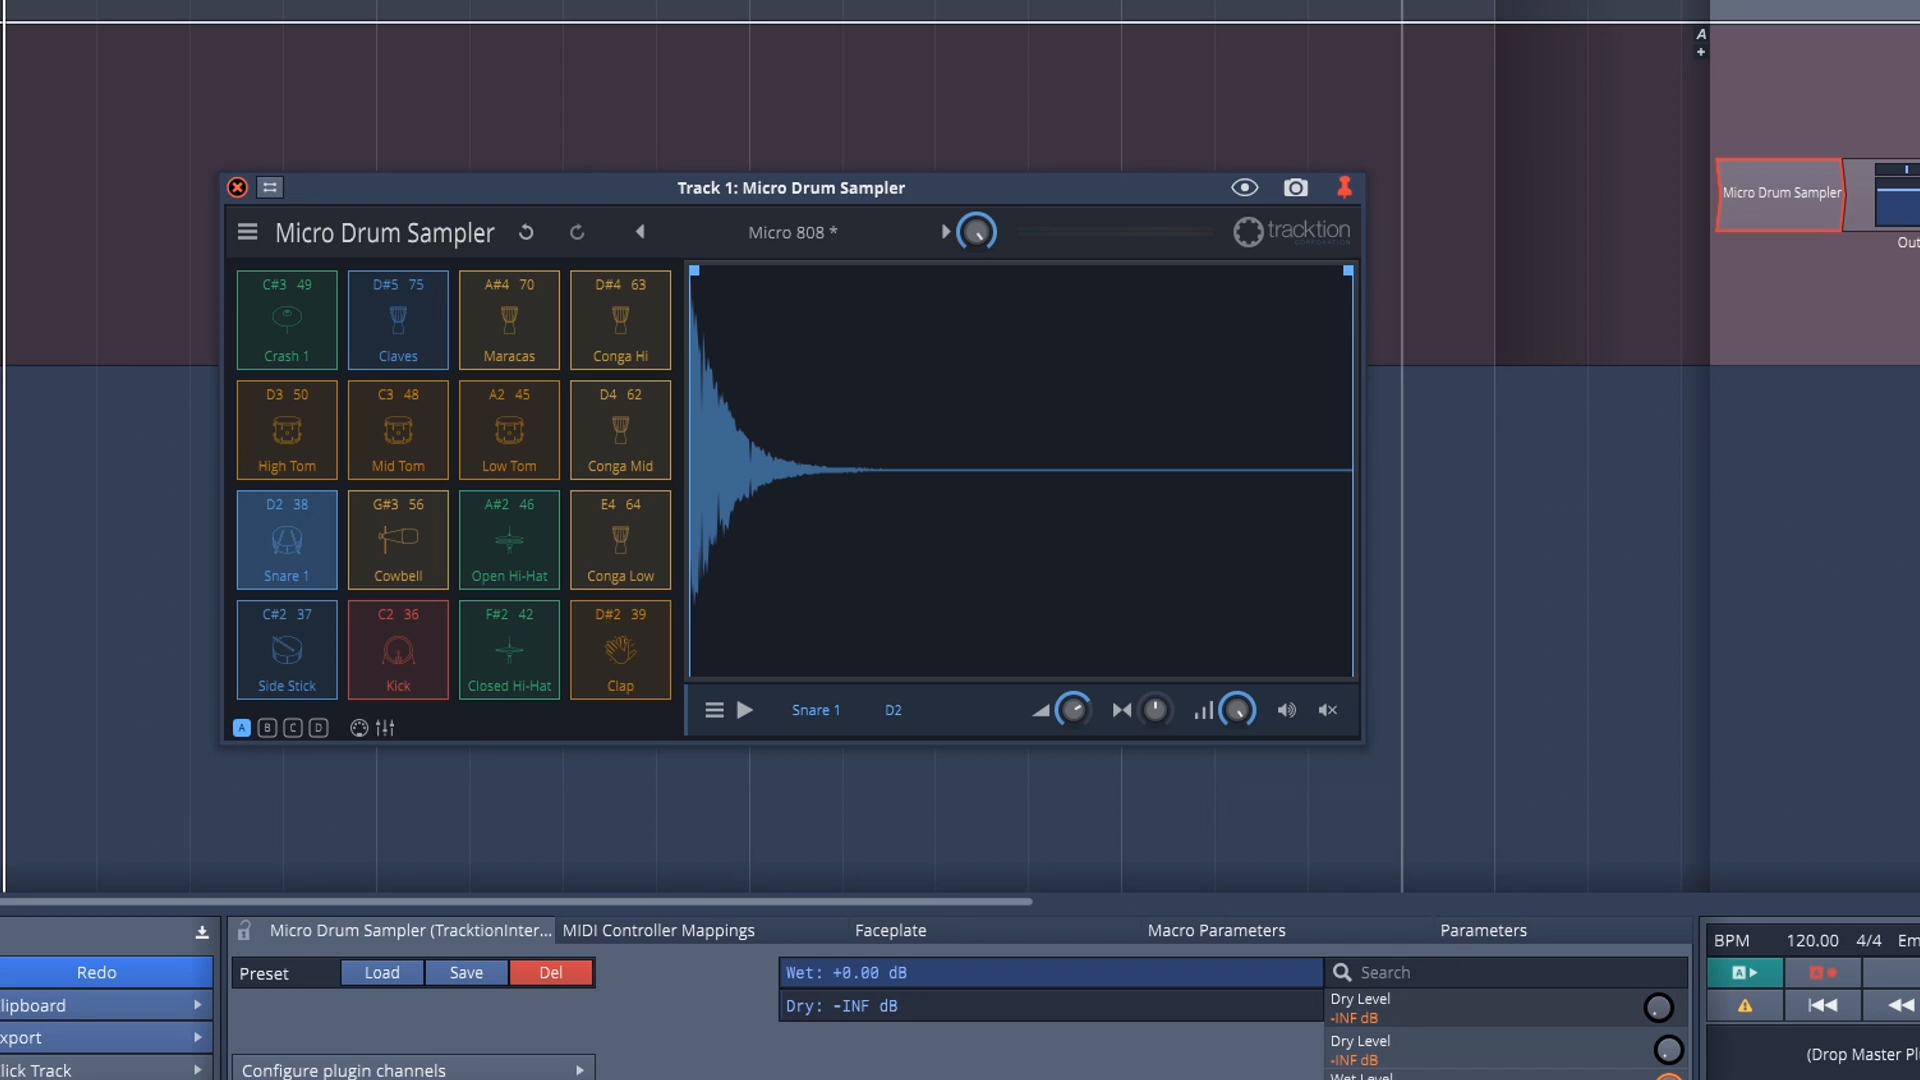 A
+
Track 1: Micro Drum Sampler
Micro Drum Sampler
Micro Drum Sampler
Micro 808 *
tracktion
CORPORATION
Out
C#3 49
Crash 1
D#5 75
Claves
A#4 70
Maracas
D#4 63
Conga Hi
D3 50
High Tom
C3 48
Mid Tom
A2 45
Low Tom
D4 62
Conga Mid
D2 38
Snare 1
G#3 56
Cowbell
A#2 46
Open Hi-Hat
E4 64
Conga Low
C#2 37
Side Stick
C2 36
Kick
F#2 42
Closed Hi-Hat
D#2 39
Clap
A B C D
Snare 1 D2
Micro Drum Sampler (TracktionInter... MIDI Controller Mappings Faceplate Macro Parameters Parameters
Redo
lipboard
xport
lick Track
Preset Load Save Del
Configure plugin channels
Wet: +0.00 dB
Dry: -INF dB
Search
Dry Level
-INF dB
Dry Level
-INF dB
Wet Level
BPM 120.00 4/4 Em
A A
(Drop Master Pl